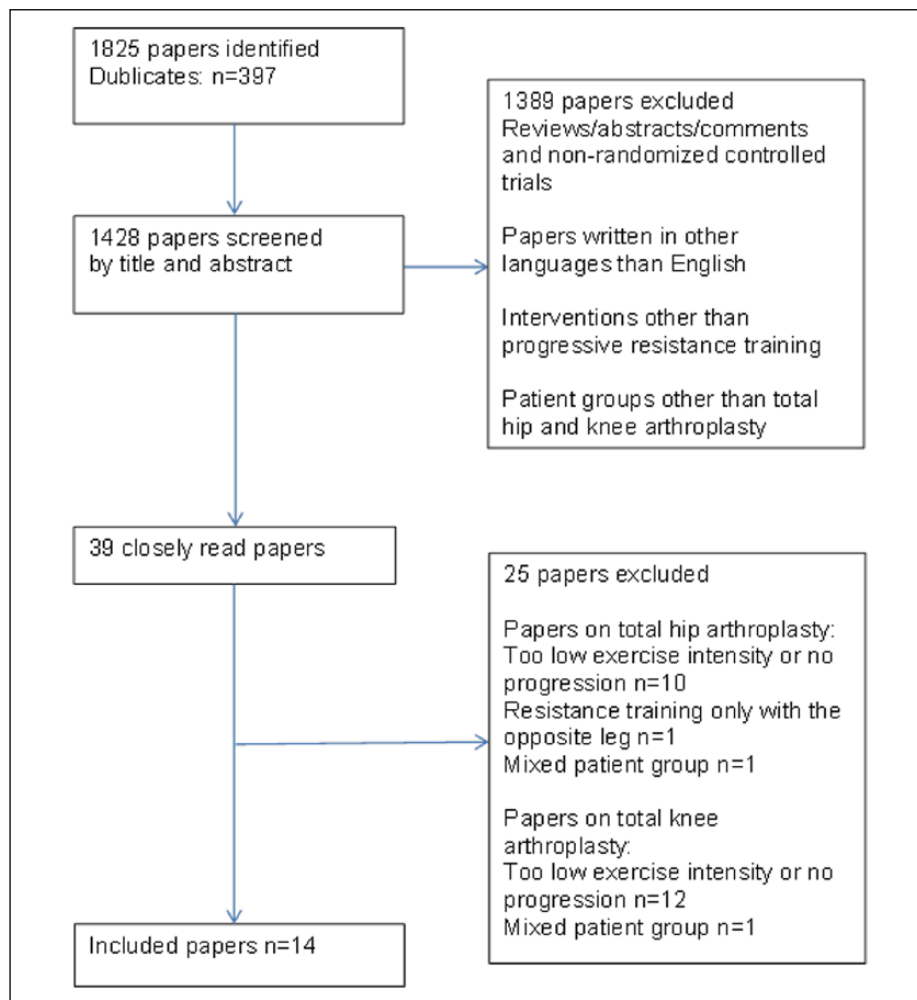 1825 papers identified
Dublicates: n=397
1389 papers excluded
Reviews/abstracts/comments
and non-randomized controlled
trials
Papers written in other
languages than English
Interventions other than
progressive resistance training
Patient groups other than total
hip and knee arthroplasty
1428 papers screened
by title and abstract
39 closely read papers
25 papers excluded
Papers on total hip arthroplasty:
Too low exercise intensity or no
progression n=10
Resistance training only with the
opposite leg n=1
Mixed patient group n=1
Papers on total knee
arthroplasty:
Too low exercise intensity or no
progression n=12
Mixed patient group n=1
Included papers n=14